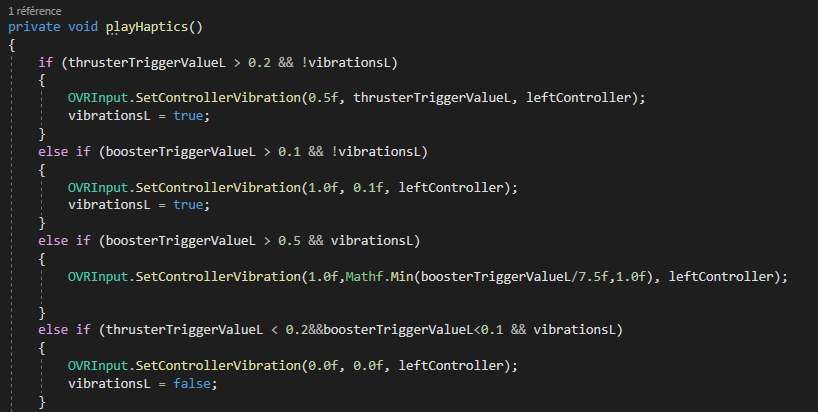 1 référence
private void playHaptics()
{
if (thrusterTriggerValueL > 0.2 && !vibrationsL)
{
OVRInput.SetControllerVibration(0.5f, thrusterTriggerValueL, leftController);
vibrationsL = true;
}
else if (boosterTriggerValueL > 0.1 && !vibrationsL)
{
OVRInput.SetControllerVibration(1.0f, 0.1f, leftController);
vibrationsL = true;
}
else if (boosterTriggerValueL > 0.5 && vibrationsL)
{
OVRInput.SetControllerVibration(1.0f,Mathf.Min(boosterTriggerValueL/7.5f,1.0f), leftController);
}
else if (thrusterTriggerValueL < 0.2&&boosterTriggerValueL<0.1 && vibrationsL)
{
OVRInput.SetControllerVibration(0.0f, 0.0f, leftController);
vibrationsL = false;
}